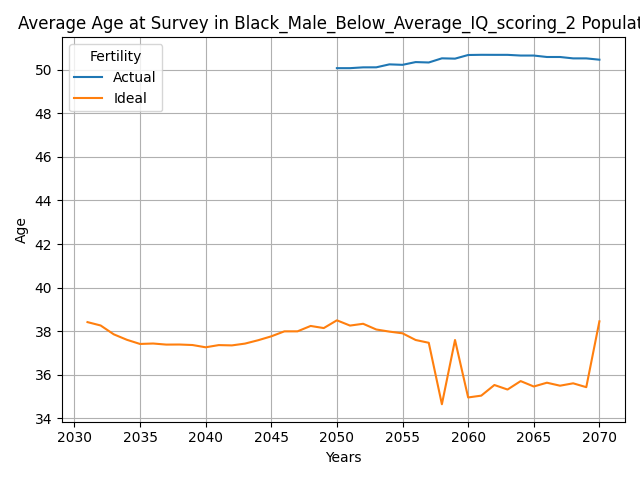 Average Age at Survey in Black_Male_Below_Average_IQ_scoring_2 Populat
Fertility
Actual
Ideal
50
48
46
44
42
40
38
36
34
Age
2030 2035 2040 2045 2050 2055 2060 2065 2070
Years